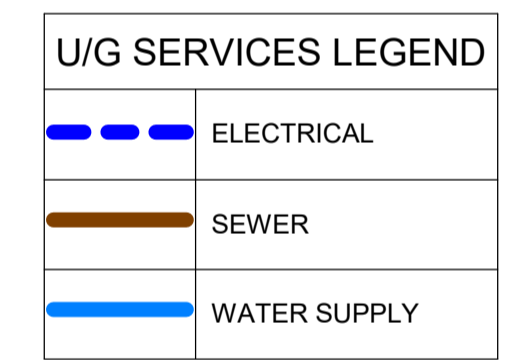 U/G SERVICES LEGEND
ELECTRICAL
SEWER
WATER SUPPLY